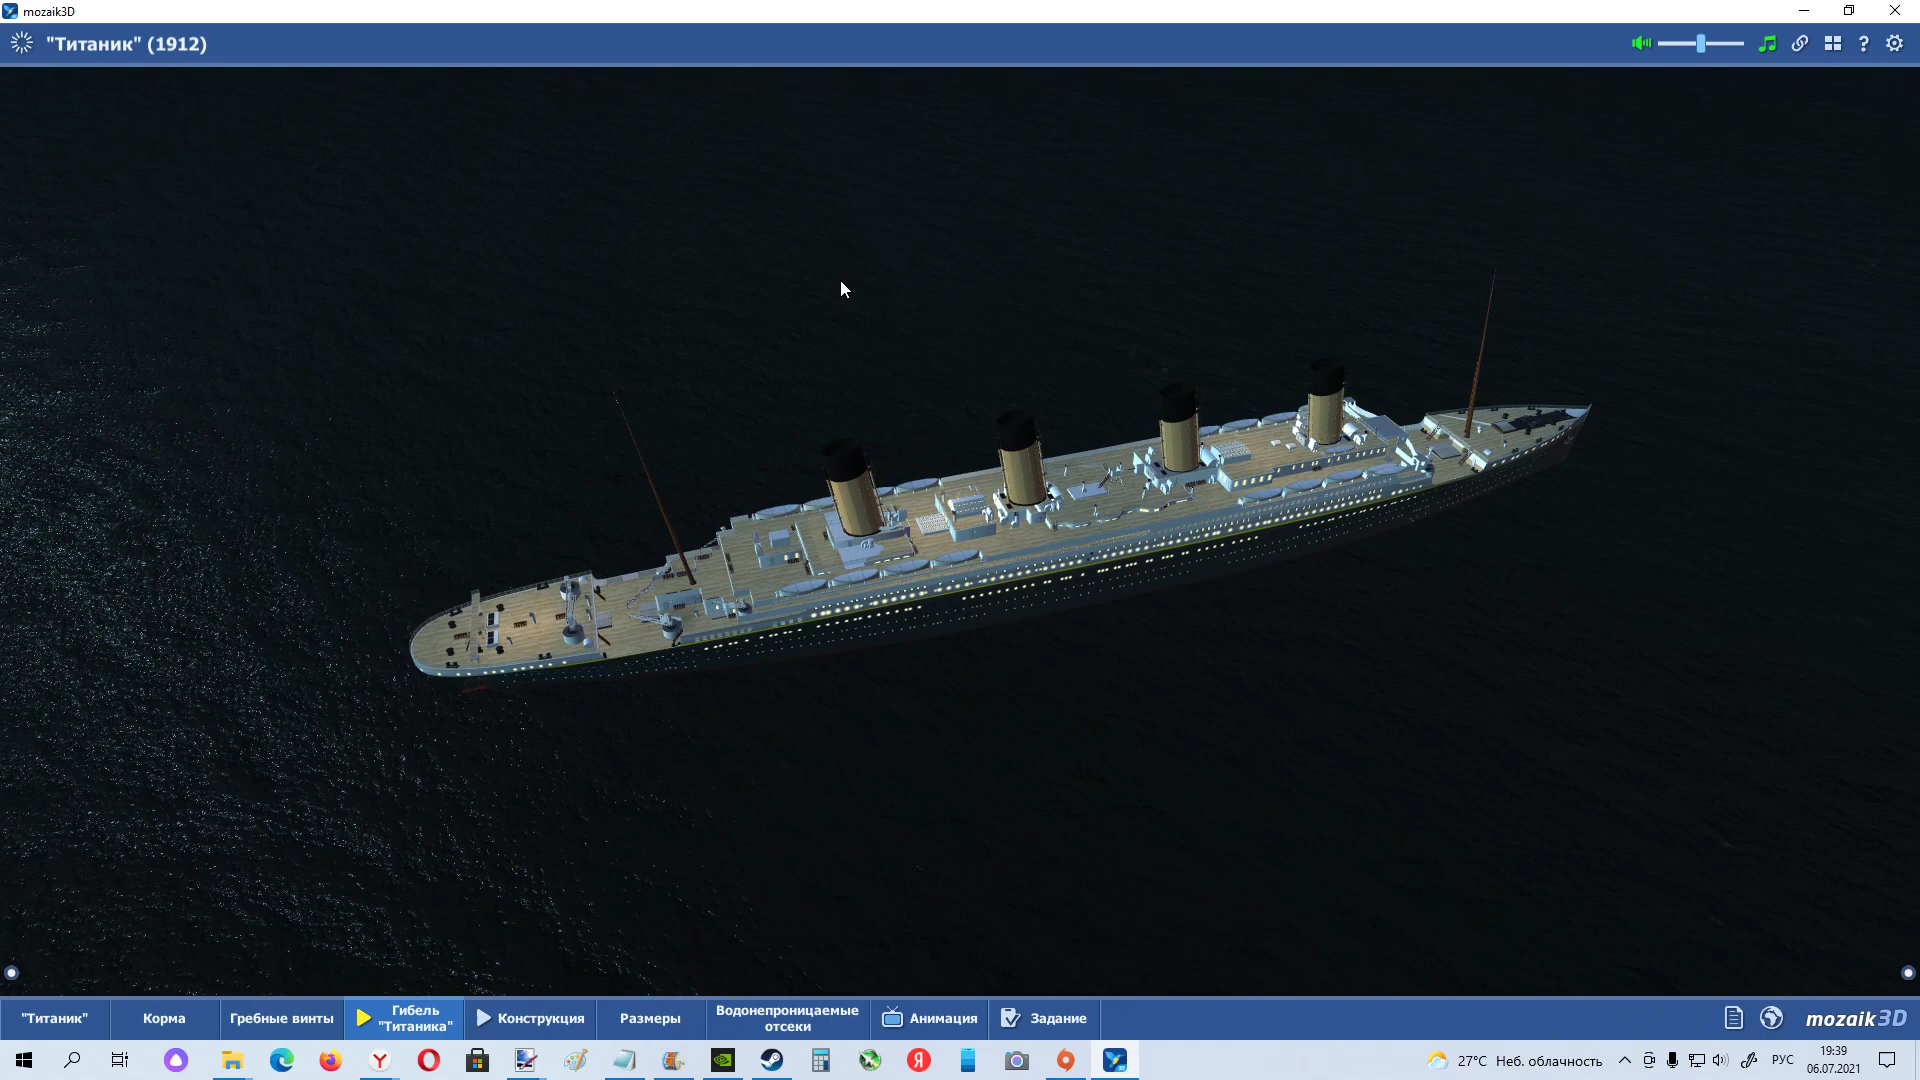 mozaik3D
"Титаник" (1912)
"Титаник"
Корма
Гребные винты
Гибель
"Титаника"
Конструкция
Размеры
Водонепроницаемые
отсеки
Анимация
Задание
mozaik3D
27°C Неб. облачность
РУС
19:39
06.07.2021